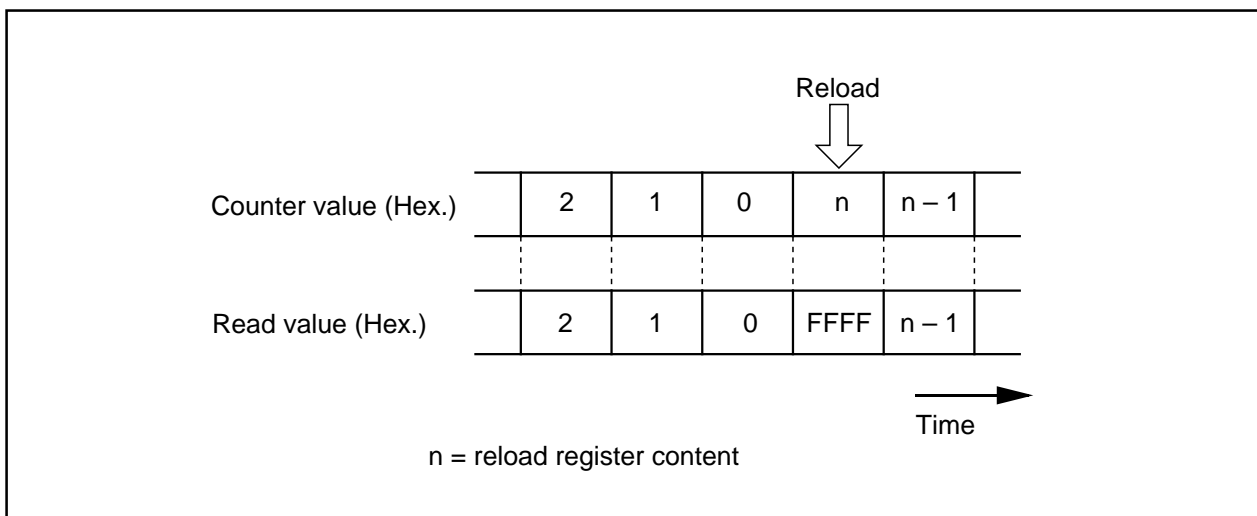 Reload
Counter value (Hex.) 2 1 0 n n – 1
Read value (Hex.) 2 1 0 FFFF n – 1
Time
n = reload register content